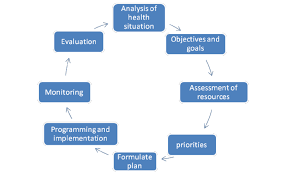 Analysis of
health
situation
Objectives and
goals
Assessment of
resources
priorities
Formulate
plan
Programming and
implementation
Monitoring
Evaluation